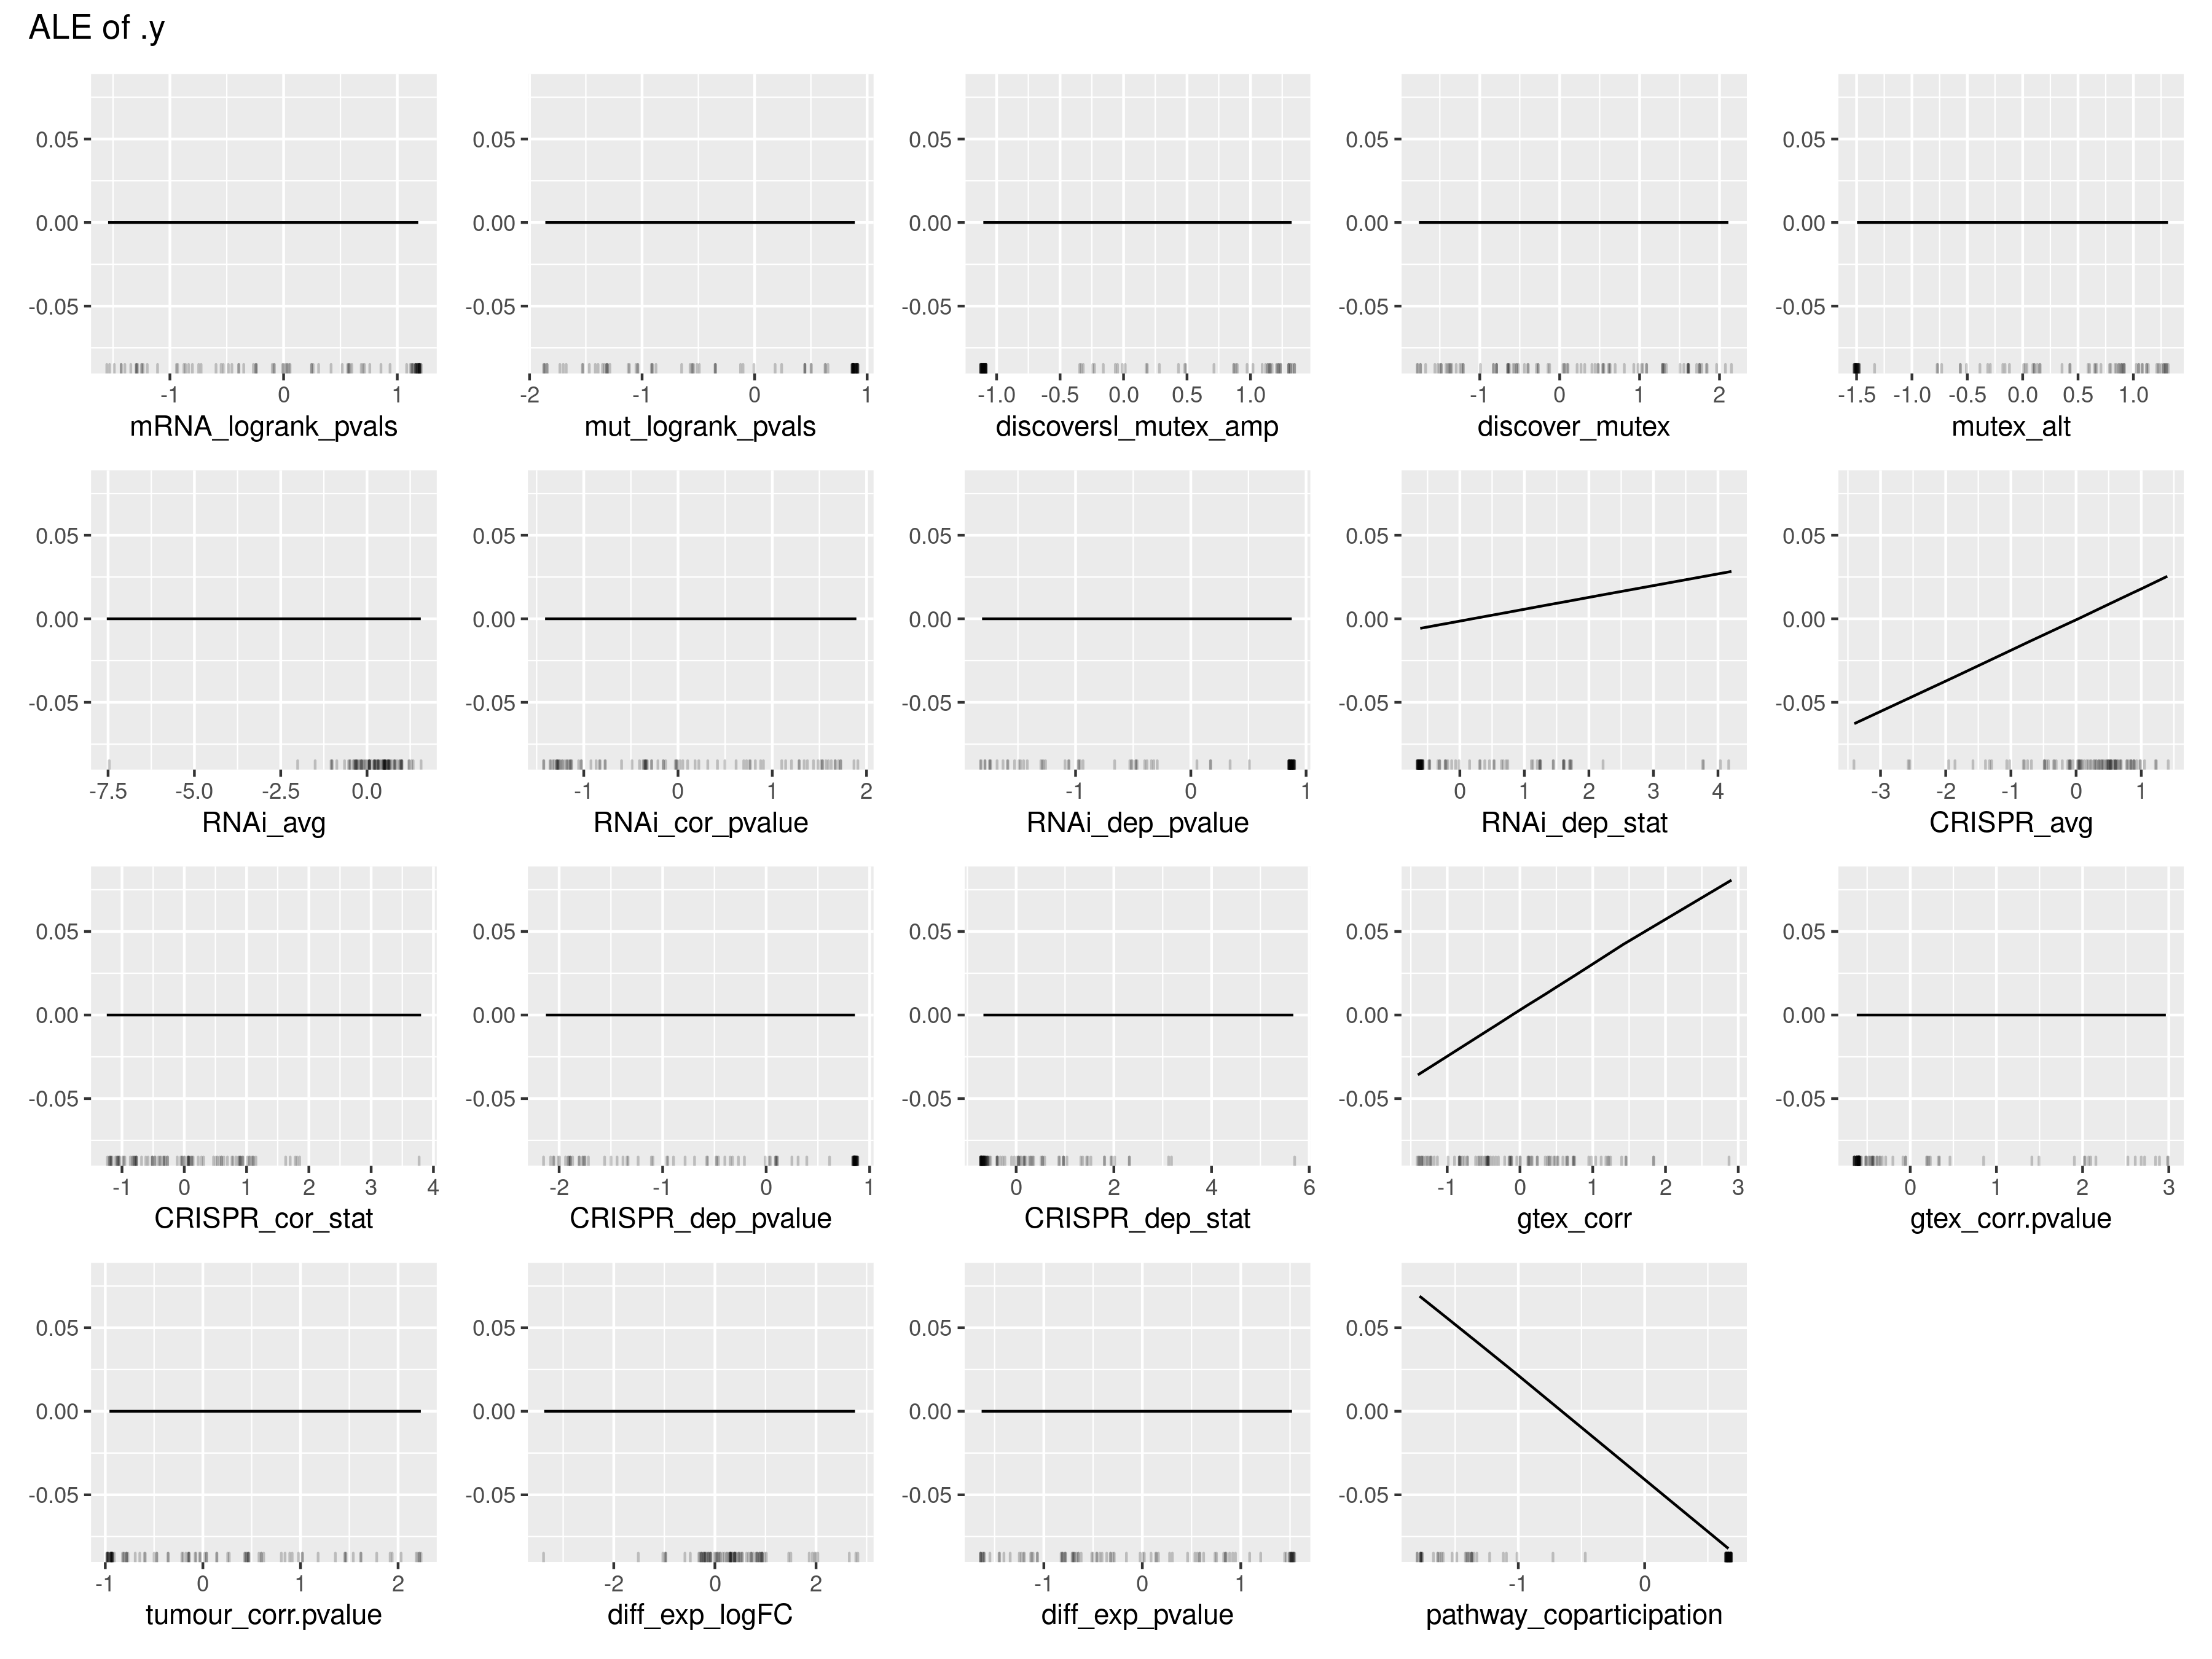 ALE of .y
0.05 0.05 0.05 0.05 0.05
0.00 0.00 0.00 0.00 0.00
-0.05 -0.05 -0.05 -0.05 -0.05
-1 0 1 -2 -1 0 1 -1.0 -0.5 0.0 0.5 1.0 -1 0 1 2 -1.5 -1.0 -0.5 0.0 0.5 1.0
mRNA_logrank_pvals mut_logrank_pvals discoversl_mutex_amp discover_mutex mutex_alt
0.05 0.05 0.05 0.05 0.05
0.00 0.00 0.00 0.00 0.00
-0.05 -0.05 -0.05 -0.05 -0.05
-7.5 -5.0 -2.5 0.0 -1 0 1 2 -1 0 1 0 1 2 3 4 -3 -2 -1 0 1
RNAi_avg RNAi_cor_pvalue RNAi_dep_pvalue RNAi_dep_stat CRISPR_avg
0.05 0.05 0.05 0.05 0.05
0.00 0.00 0.00 0.00 0.00
-0.05 -0.05 -0.05 -0.05 -0.05
-1 0 1 2 3 4 -2 -1 0 1 0 2 4 6 -1 0 1 2 3 0 1 2 3
CRISPR_cor_stat CRISPR_dep_pvalue CRISPR_dep_stat gtex_corr gtex_corr.pvalue
0.05 0.05 0.05 0.05
0.00 0.00 0.00 0.00
-0.05 -0.05 -0.05 -0.05
-1 0 1 2 -2 0 2 -1 0 1 -1 0
tumour_corr.pvalue diff_exp_logFC diff_exp_pvalue pathway_coparticipation